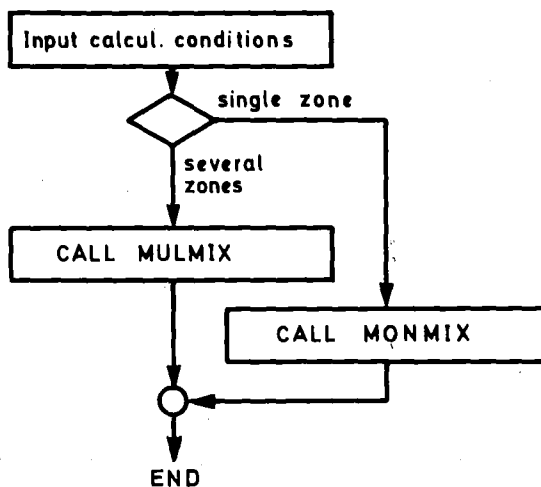 Input calcul. conditions
single zone
several
zones
CALL MULMIX
CALL MONMIX
END